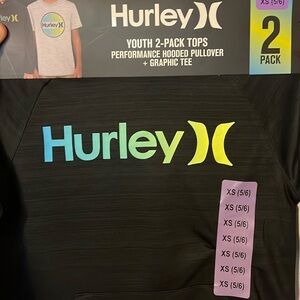 Hurley
XS (5/6)
YOUTH 2-PACK TOPS
PERFORMANCE HOODED PULLOVER
+ GRAPHIC TEE
2
PACK
Hurley
XS (5/6)
XS (5/6)
XS (5/6)
XS (5/6)
XS (5/6)
XS (5/6)
XS (5/6)